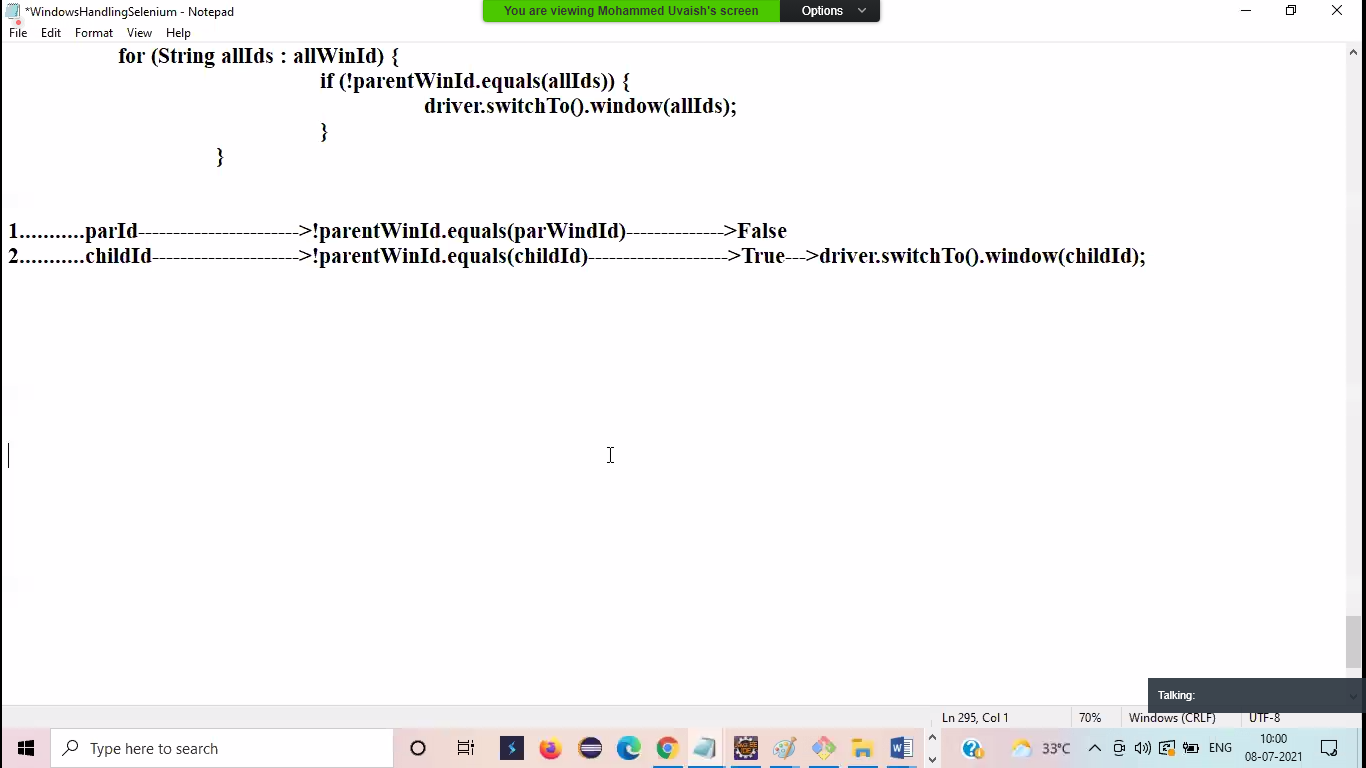 *WindowsHandlingSelenium - Notepad
You are viewing Mohammed Uvaish's screen
Options
File Edit Format View Help
for (String allIds : allWinId) {
if (!parentWinId.equals(allIds)) {
driver.switchTo().window(allIds);
}
}
1...........parId----------------------->!parentWinId.equals(parWindId)-------------->False
2...........childId--------------------->!parentWinId.equals(childId)-------------------->True--->driver.switchTo().window(childId);
Talking:
Ln 295, Col 1
70%
Windows (CRLF)
UTF-8
Type here to search
33°C
ENG
10:00
08-07-2021